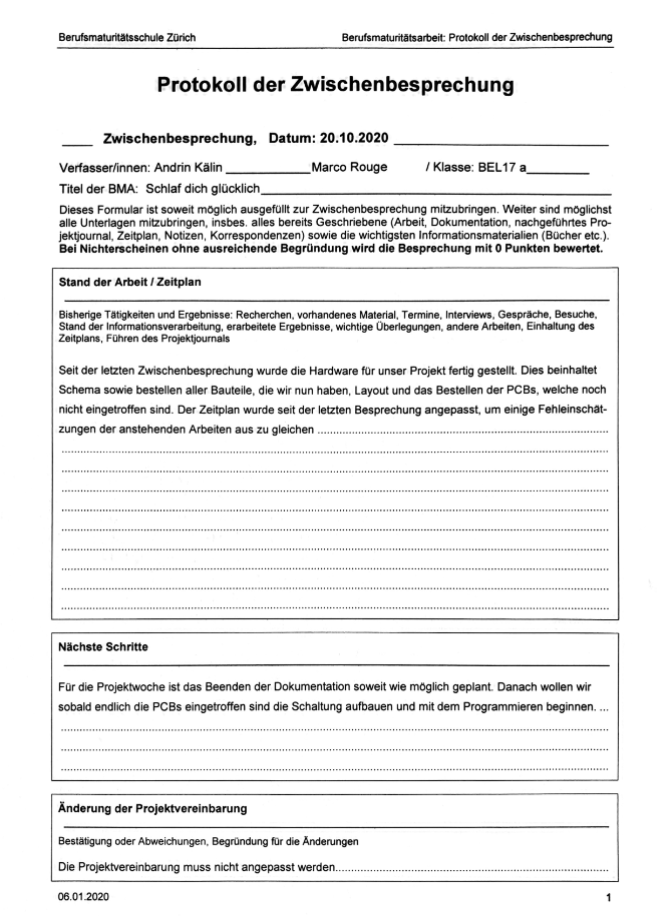 Berufsmaturitätsschule Zürich Berufsmaturitätsarbeit: Protokoll der Zwischenbesprechung
Protokoll der Zwischenbesprechung
____ Zwischenbesprechung, Datum: 20.10.2020 ____
Verfasser/innen: Andrin Kälin ____ Marco Rouge / Klasse: BEL17 a____
Titel der BMA: Schlaf dich glücklich____
Dieses Formular ist soweit möglich ausgefüllt zur Zwischenbesprechung mitzubringen. Weiter sind möglichst
alle Unterlagen mitzubringen, insbes. alles bereits Geschriebene (Arbeit, Dokumentation, nachgeführtes Pro-
jektjournal, Zeitplan, Notizen, Korrespondenzen) sowie die wichtigsten Informationsmaterialien (Bücher etc.).
Bei Nichterscheinen ohne ausreichende Begründung wird die Besprechung mit 0 Punkten bewertet.
Stand der Arbeit / Zeitplan
Bisherige Tätigkeiten und Ergebnisse: Recherchen, vorhandenes Material, Termine, Interviews, Gespräche, Besuche,
Stand der Informationsverarbeitung, erarbeitete Ergebnisse, wichtige Überlegungen, andere Arbeiten, Einhaltung des
Zeitplans, Führen des Projektjournals
Seit der letzten Zwischenbesprechung wurde die Hardware für unser Projekt fertig gestellt. Dies beinhaltet
Schema sowie bestellen aller Bauteile, die wir nun haben, Layout und das Bestellen der PCBs, welche noch
nicht eingetroffen sind. Der Zeitplan wurde seit der letzten Besprechung angepasst, um einige Fehleinschät-
zungen der anstehenden Arbeiten aus zu gleichen ....
Nächste Schritte
Für die Projektwoche ist das Beenden der Dokumentation soweit wie möglich geplant. Danach wollen wir
sobald endlich die PCBs eingetroffen sind die Schaltung aufbauen und mit dem Programmieren beginnen. ...
Änderung der Projektvereinbarung
Bestätigung oder Abweichungen, Begründung für die Änderungen
Die Projektvereinbarung muss nicht angepasst werden....
06.01.2020 1